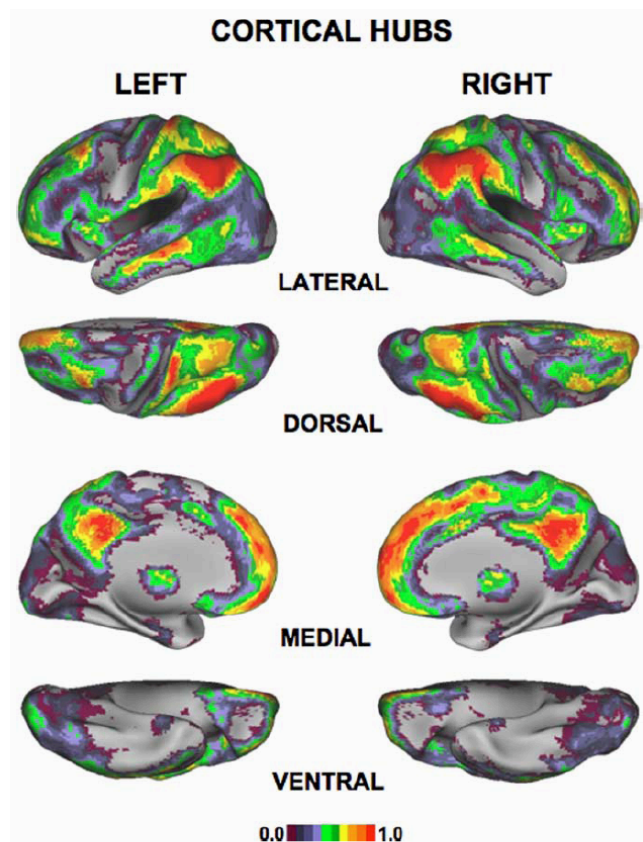 CORTICAL HUBS
LEFT RIGHT
LATERAL
DORSAL
MEDIAL
VENTRAL
0.0 1.0